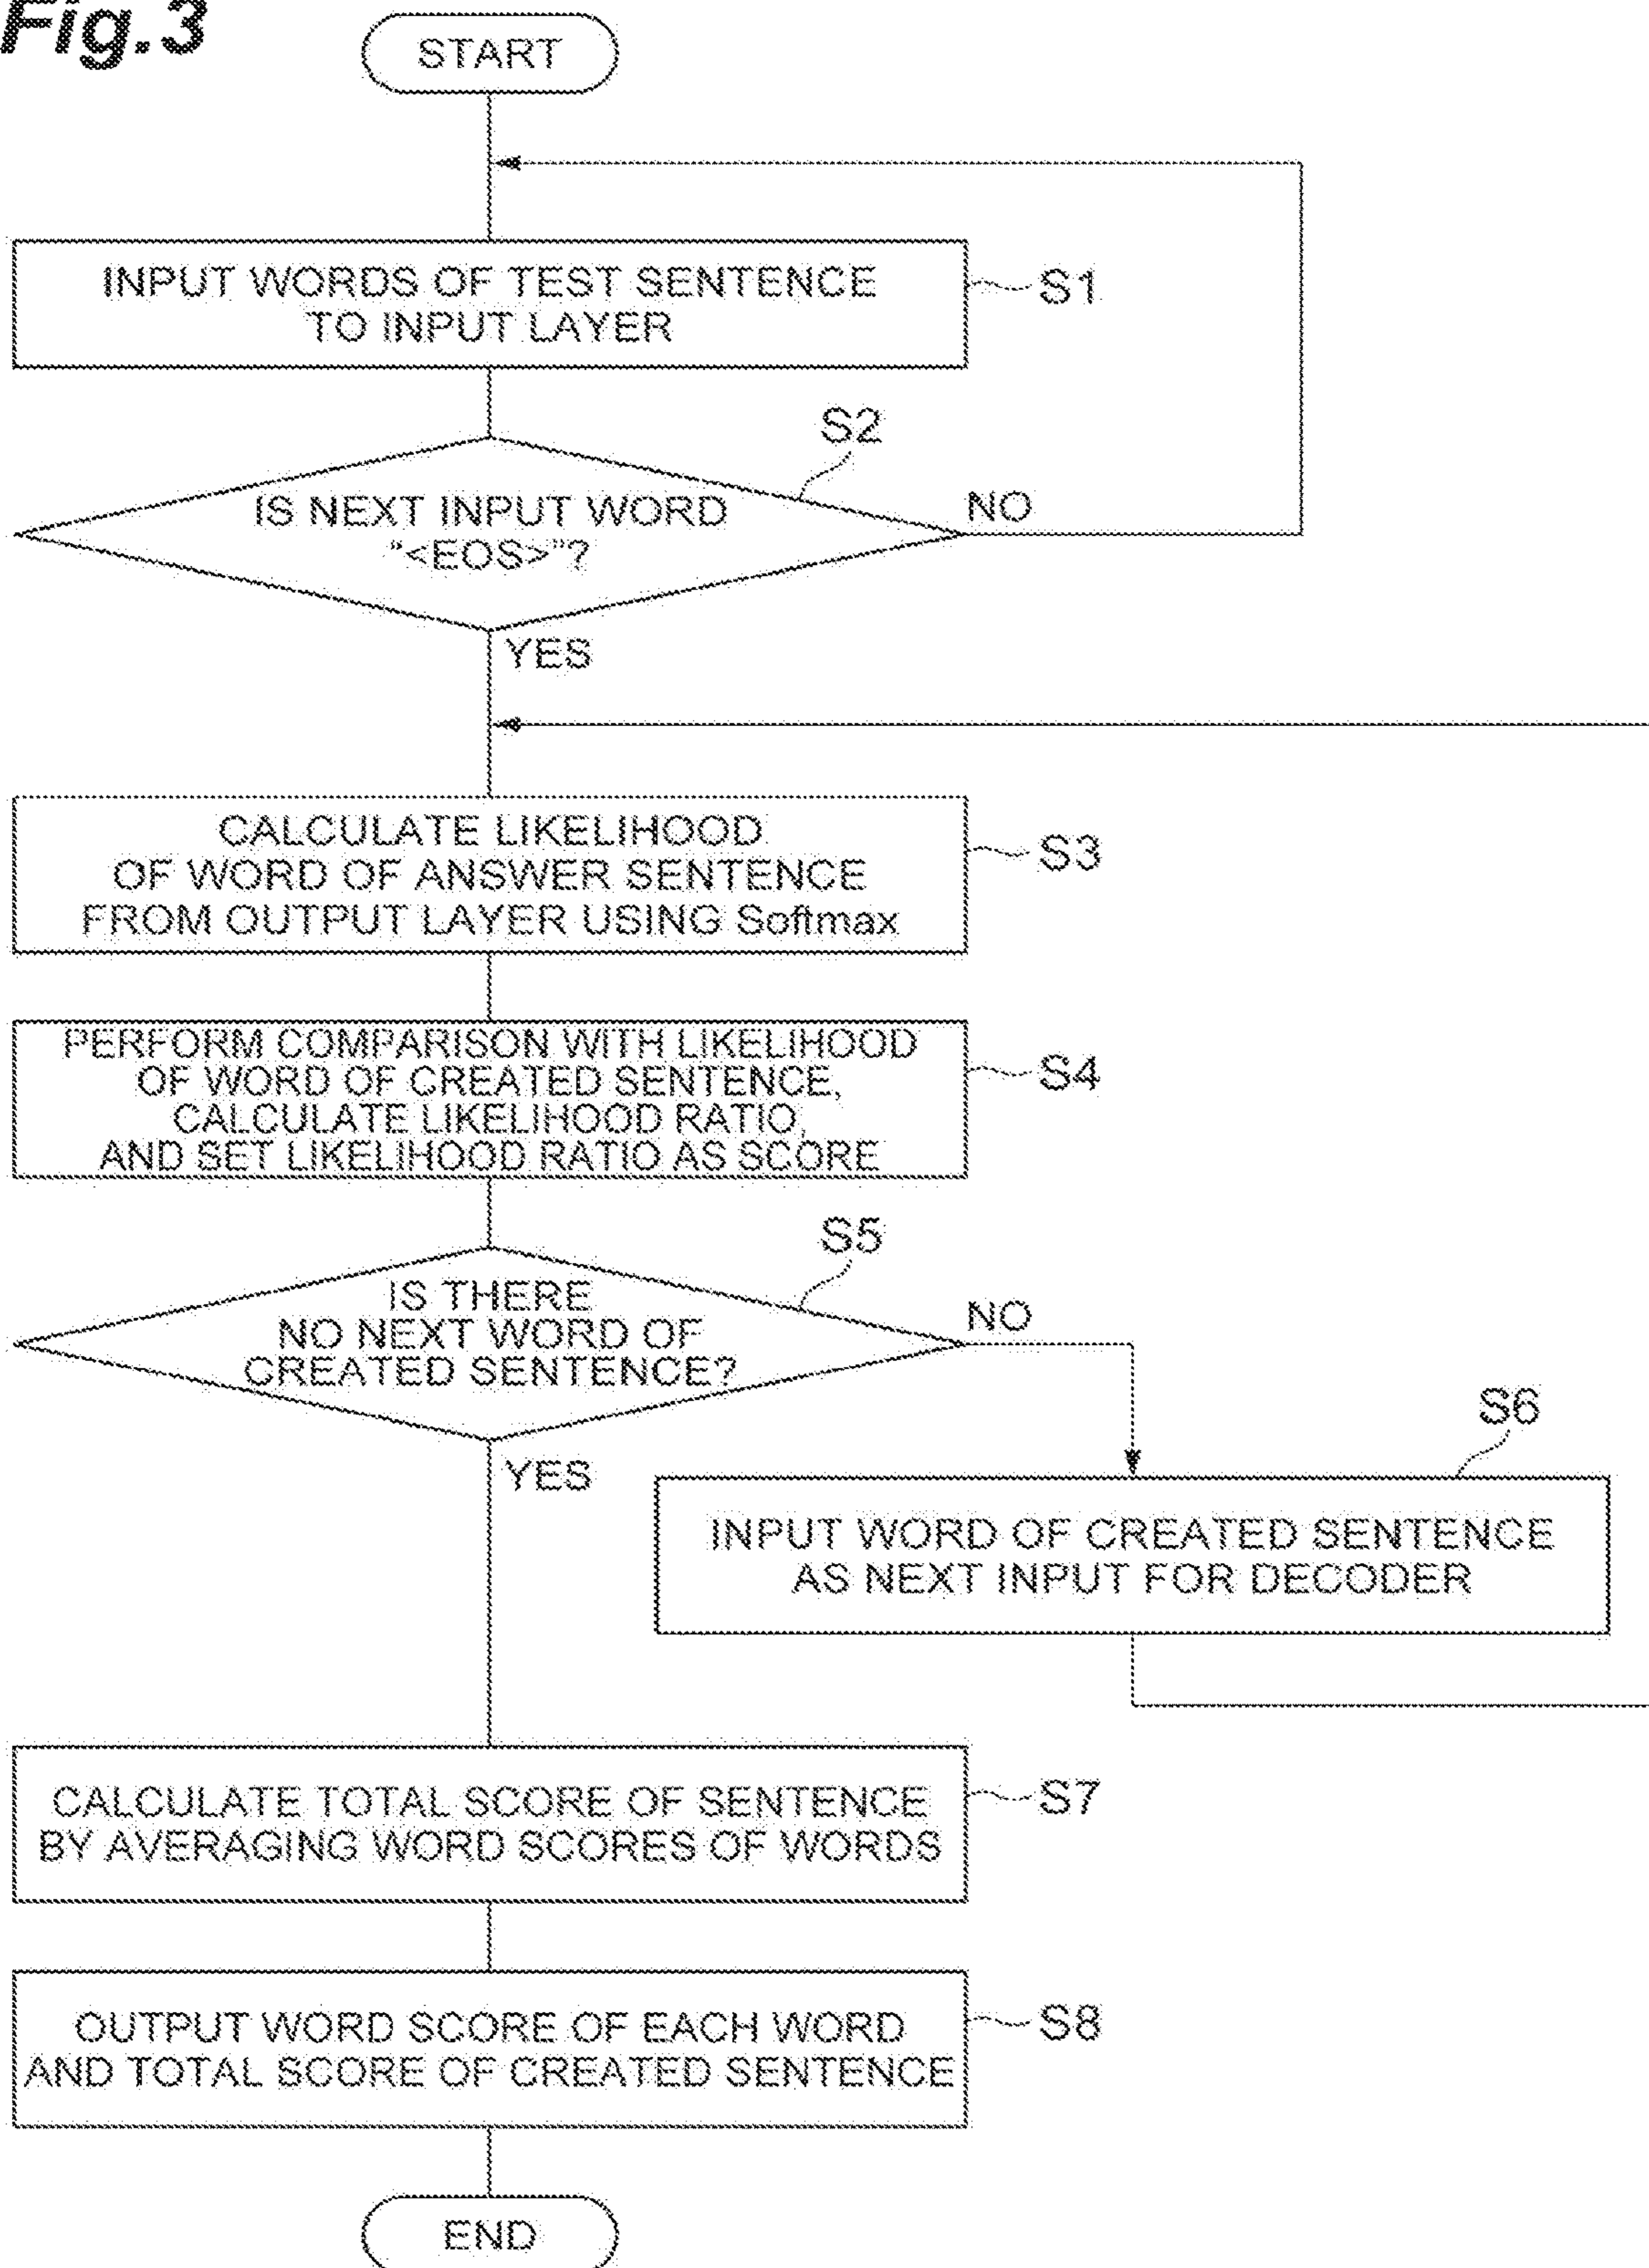 Fig.3
START
INPUT WORDS OF TEST SENTENCE
TO INPUT LAYER
S1
S2
IS NEXT INPUT WORD
"<EOS>"?
NO
YES
CALCULATE LIKELIHOOD
OF WORD OF ANSWER SENTENCE
FROM OUTPUT LAYER USING Softmax
S3
PERFORM COMPARISON WITH LIKELIHOOD
OF WORD OF CREATED SENTENCE,
CALCULATE LIKELIHOOD RATIO,
AND SET LIKELIHOOD RATIO AS SCORE
S4
S5
IS THERE
NO NEXT WORD OF
CREATED SENTENCE?
NO
YES
S6
INPUT WORD OF CREATED SENTENCE
AS NEXT INPUT FOR DECODER
CALCULATE TOTAL SCORE OF SENTENCE
BY AVERAGING WORD SCORES OF WORDS
S7
OUTPUT WORD SCORE OF EACH WORD
AND TOTAL SCORE OF CREATED SENTENCE
S8
END